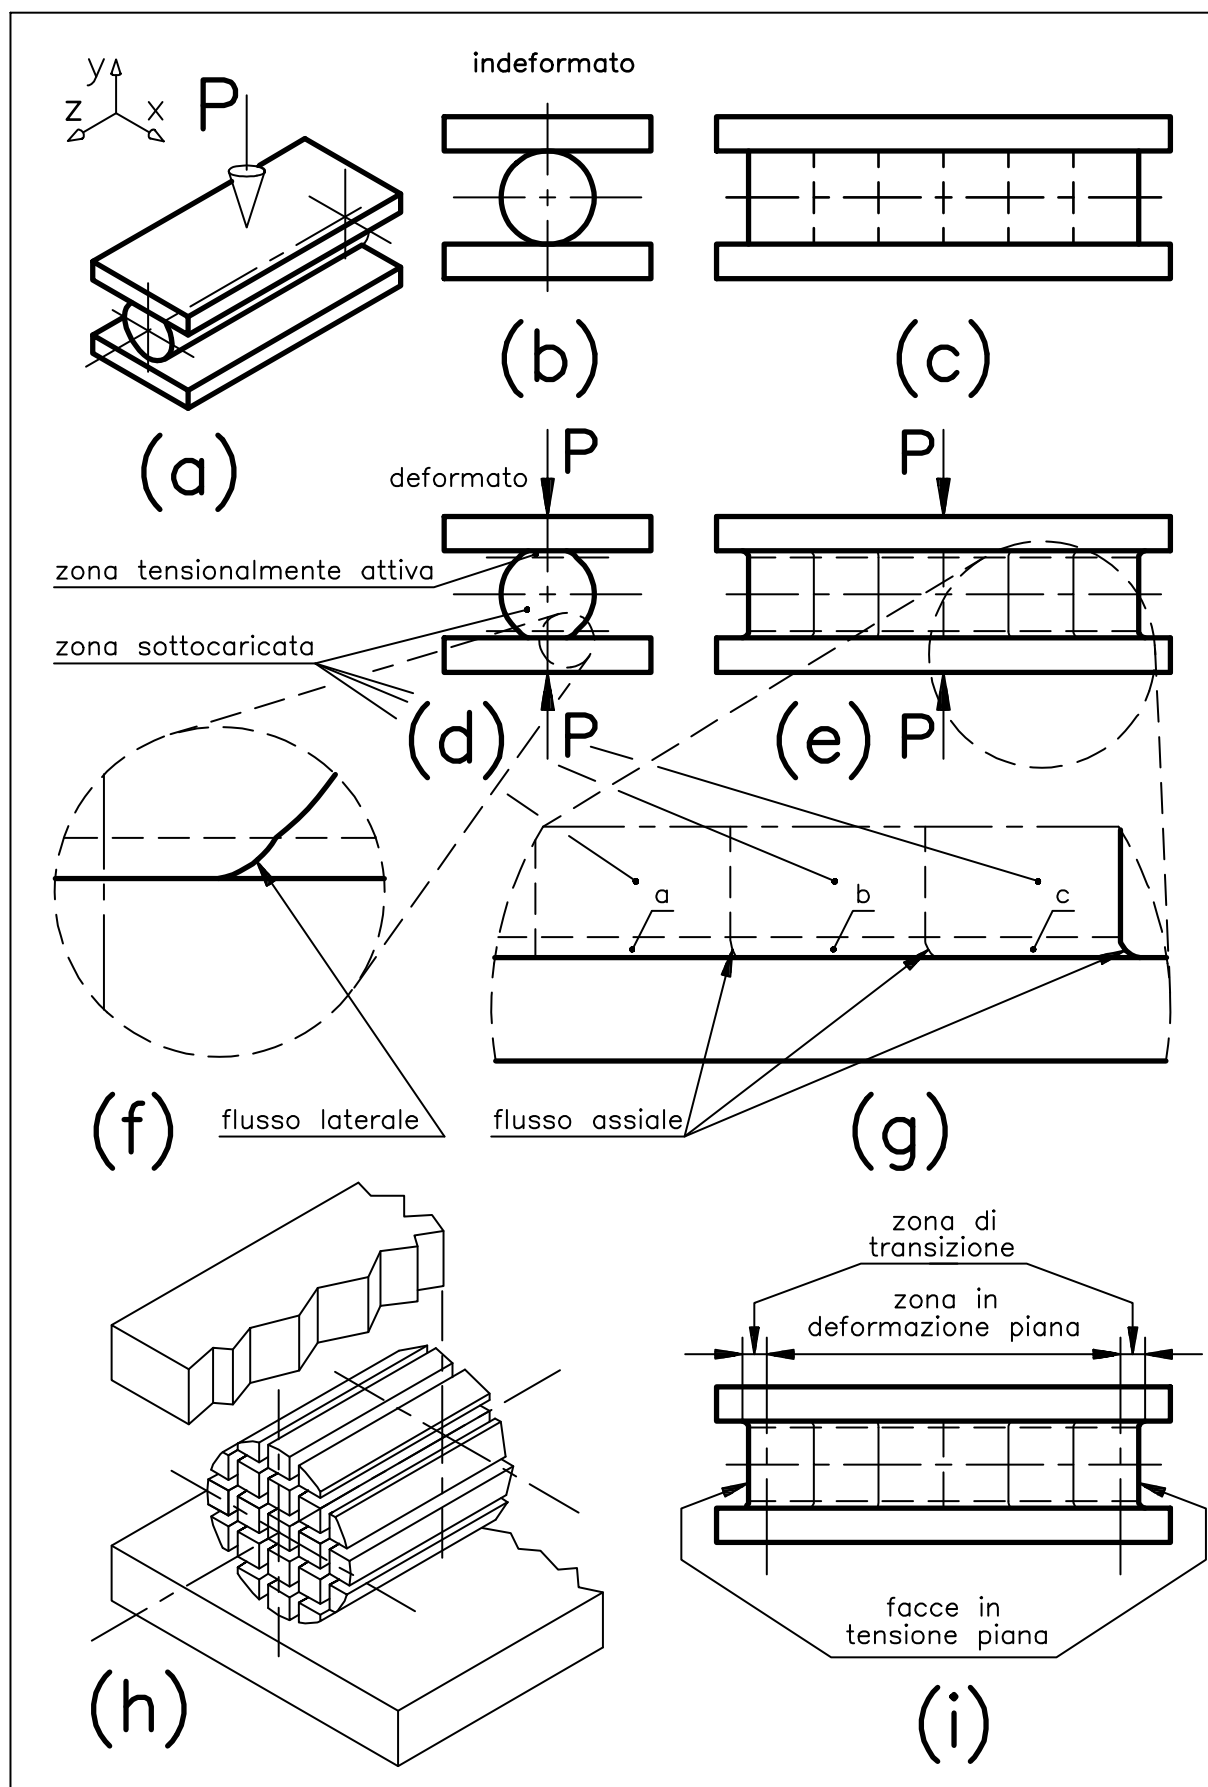 indeformato
y
z
x
P
(a)
(b)
(c)
deformato
P
P
zona tensionalmente attiva
zona sottocaricata
(d)
P
(e)
P
a
b
c
(f)
flusso laterale
flusso assiale
(g)
zona di
transizione
zona in
deformazione piana
facce in
tensione piana
(h)
(i)